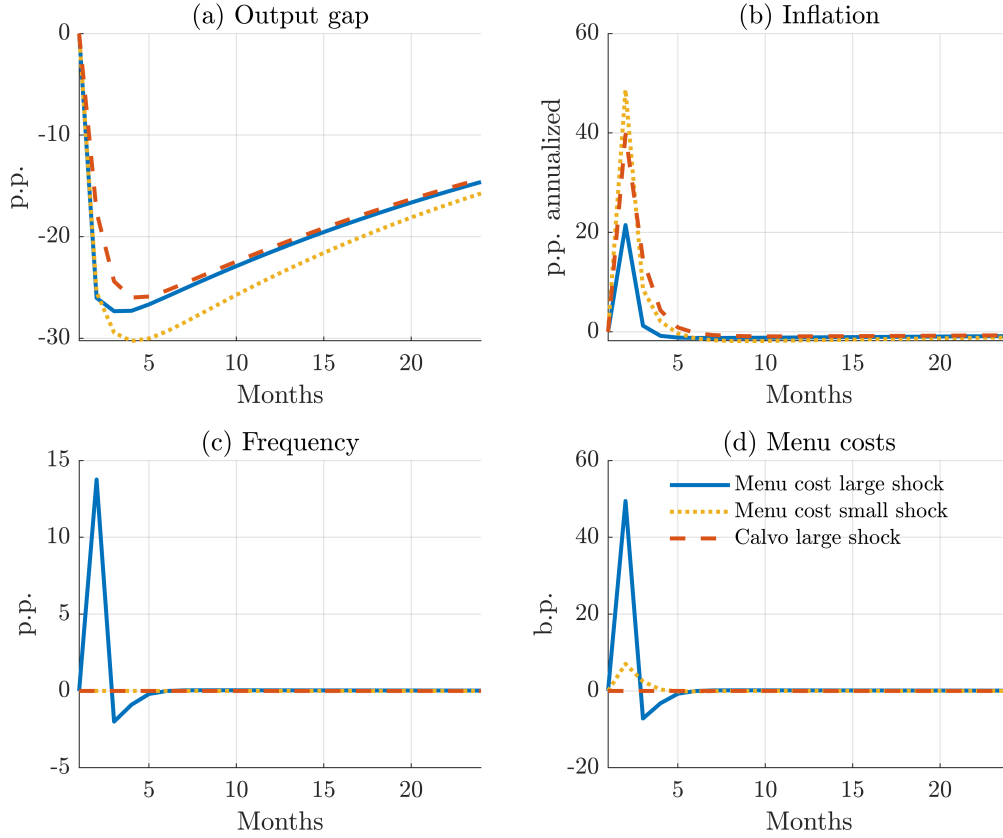 (a) Output gap
0
-10
-20
-30
p.p.
5
10
15
20
Months
(b) Inflation
60
40
20
0
p.p. annualized
5
10
15
20
Months
(c) Frequency
15
10
5
0
-5
p.p.
5
10
15
20
Months
(d) Menu costs
60
40
20
0
-20
b.p.
Menu cost large shock
Menu cost small shock
Calvo large shock
5
10
15
20
Months